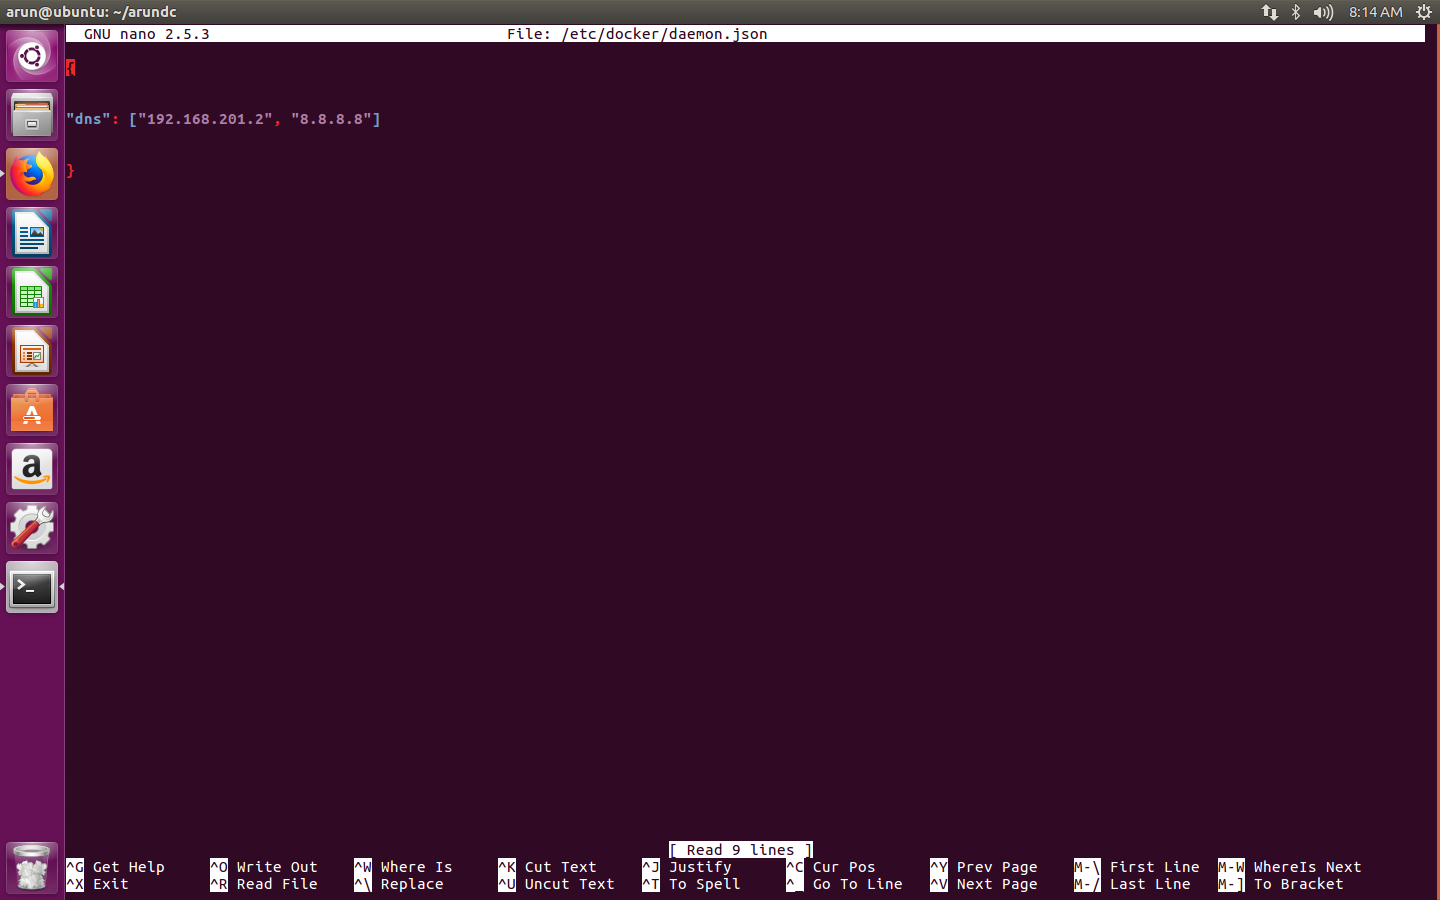 arun@ubuntu: ~/arundc 8:14 AM
GNU nano 2.5.3 File: /etc/docker/daemon.json
{
"dns": ["192.168.201.2", "8.8.8.8"]
}
[ Read 9 lines ]
^G Get Help ^O Write Out ^W Where Is ^K Cut Text ^J Justify ^C Cur Pos ^Y Prev Page M-\ First Line M-W WhereIs Next
^X Exit ^R Read File ^\ Replace ^U Uncut Text ^T To Spell ^_ Go To Line ^V Next Page M-/ Last Line M-] To Bracket